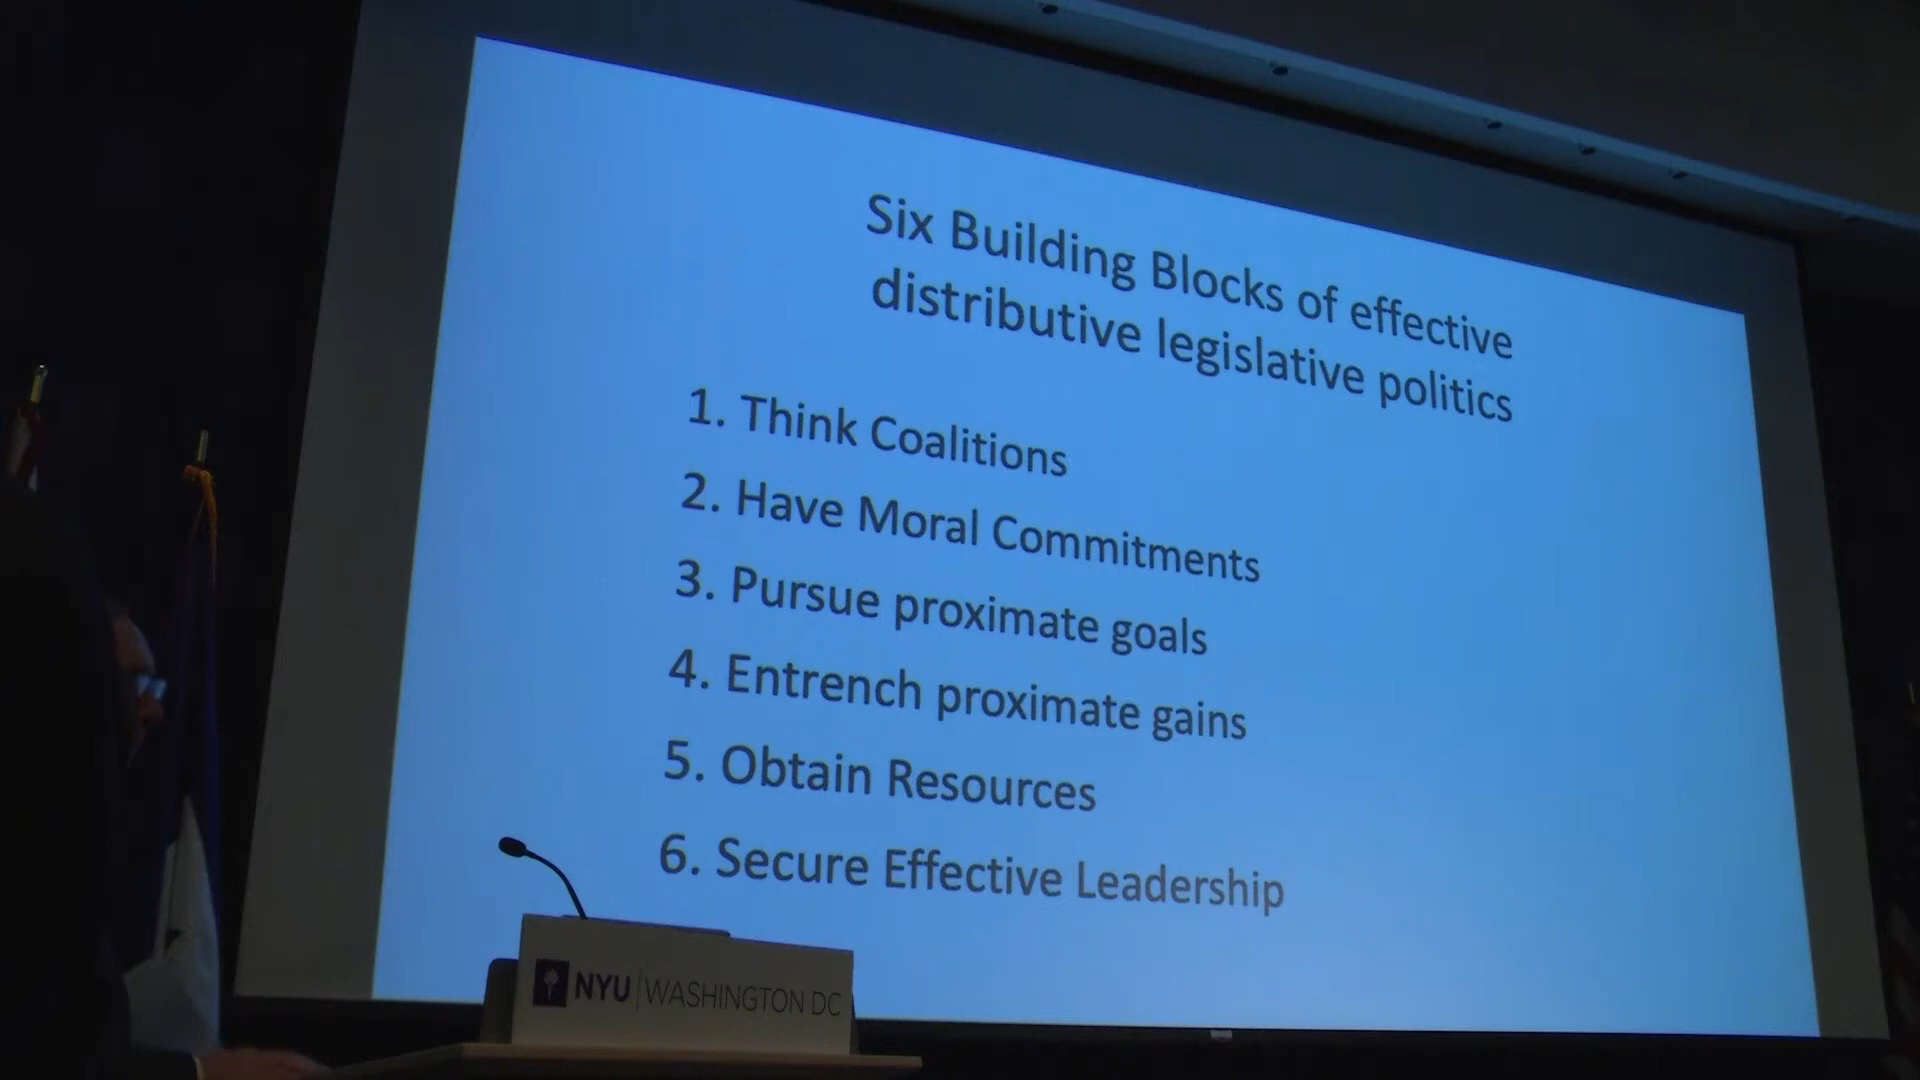 Six Building Blocks of effective
distributive legislative politics
1. Think Coalitions
2. Have Moral Commitments
3. Pursue proximate goals
4. Entrench proximate gains
5. Obtain Resources
6. Secure Effective Leadership
NYU WASHINGTON DC